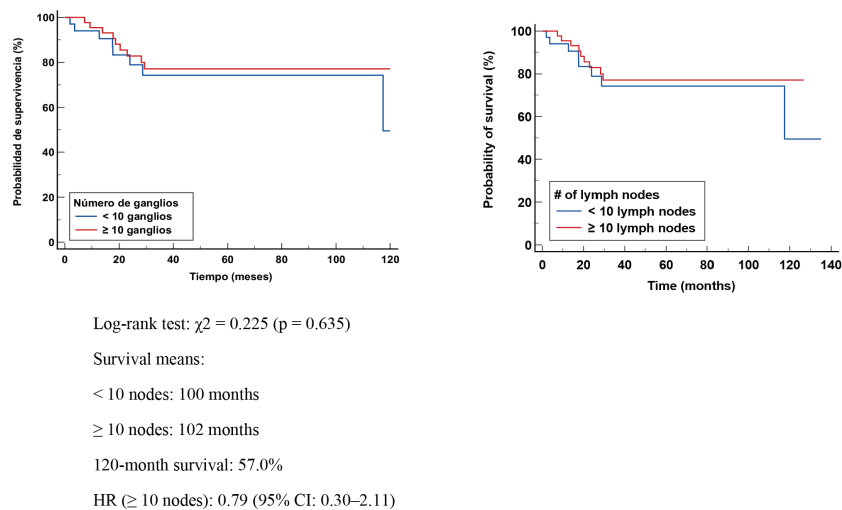 Probabilidad de supervivencia (%)
100
80
60
40
20
0
Número de ganglios
< 10 ganglios
≥ 10 ganglios
0 20 40 60 80 100 120
Tiempo (meses)
Probability of survival (%)
100
80
60
40
20
0
# of lymph nodes
< 10 lymph nodes
≥ 10 lymph nodes
0 20 40 60 80 100 120 140
Time (months)
Log-rank test: χ2 = 0.225 (p = 0.635)
Survival means:
< 10 nodes: 100 months
≥ 10 nodes: 102 months
120-month survival: 57.0%
HR (≥ 10 nodes): 0.79 (95% CI: 0.30–2.11)